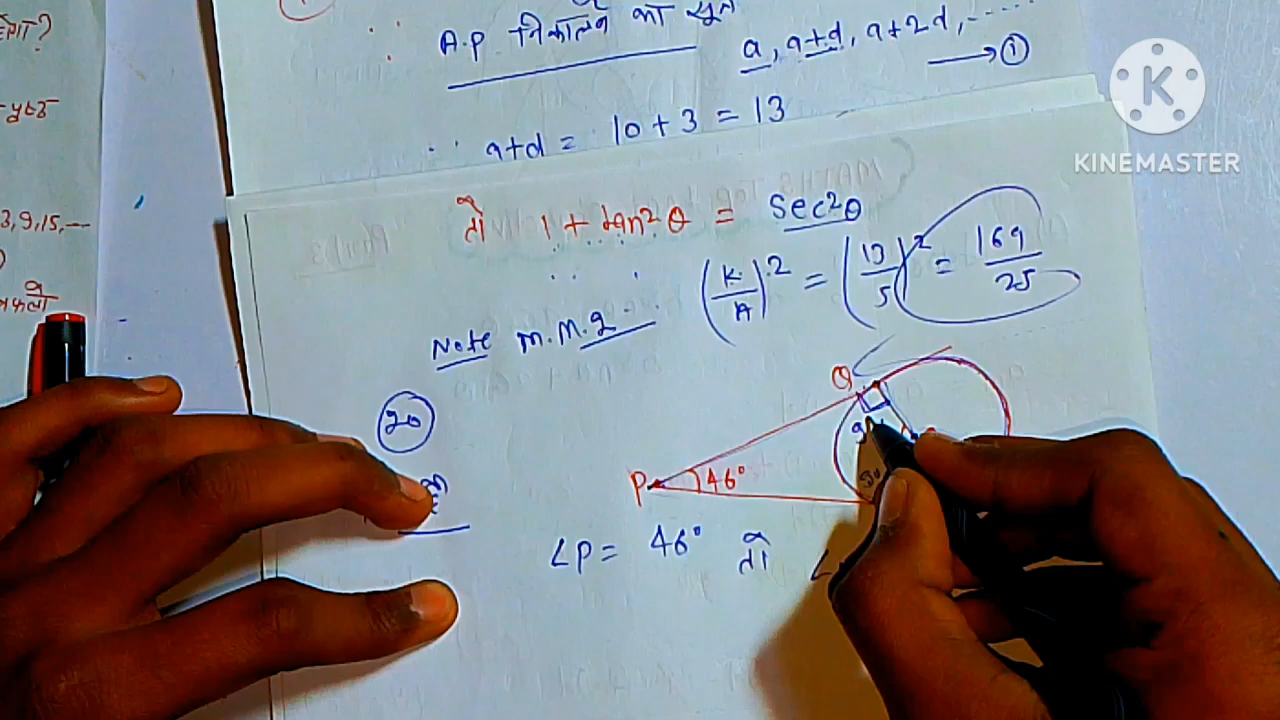 A.P निकालने का सूत्र
a, a+d, a+2d, ------
→ ①
a+d = 10 + 3 = 13
3, 9, 15, ---
तो 1 + tan²θ = sec²θ
(K/A)² = (13/5)² = 169/25
Note M.M.g
20
Q
P 46°
∠P = 46° तो ∠
K
KINEMASTER